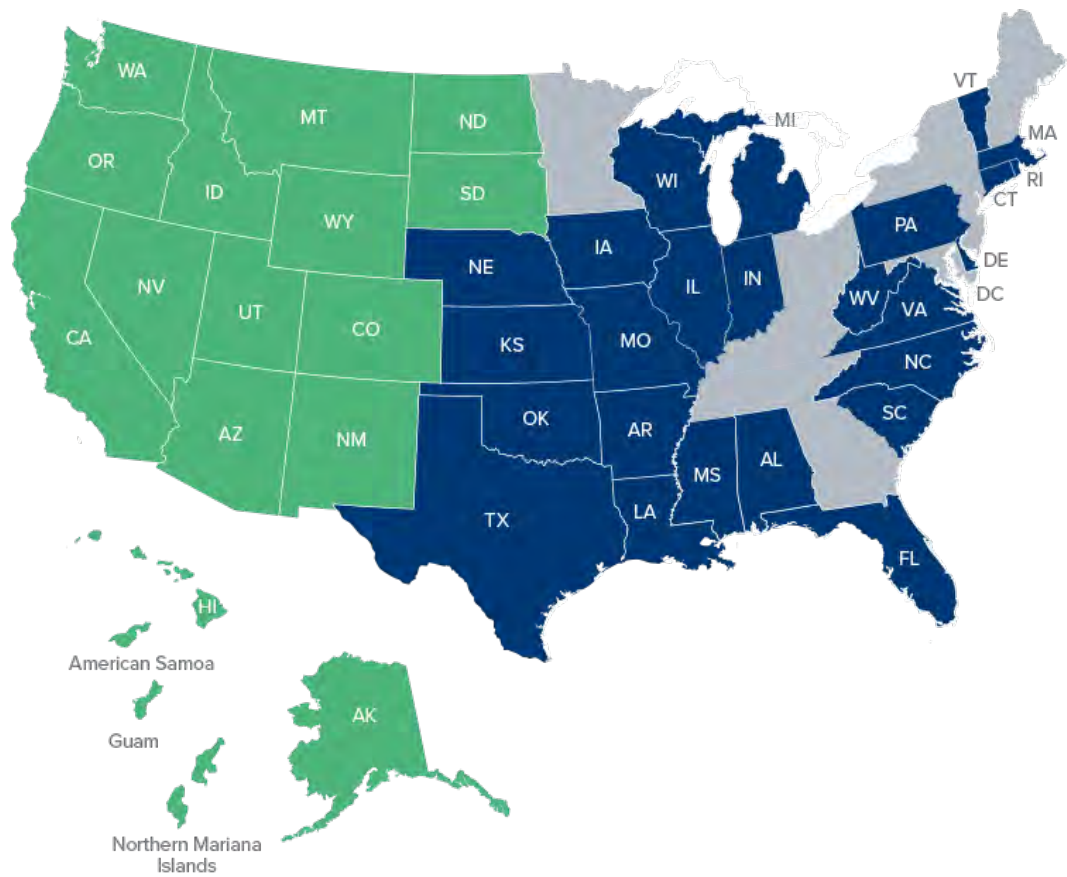 VT
WA
MT
ND
MI
MA
OR
ID
SD
WI
RI
CT
WY
PA
IA
NE
DE
NV
IL
IN
DC
UT
CO
WV
VA
CA
KS
MO
NC
AZ
NM
OK
AR
SC
MS
AL
TX
LA
FL
HI
American Samoa
AK
Guam
Northern Mariana
Islands